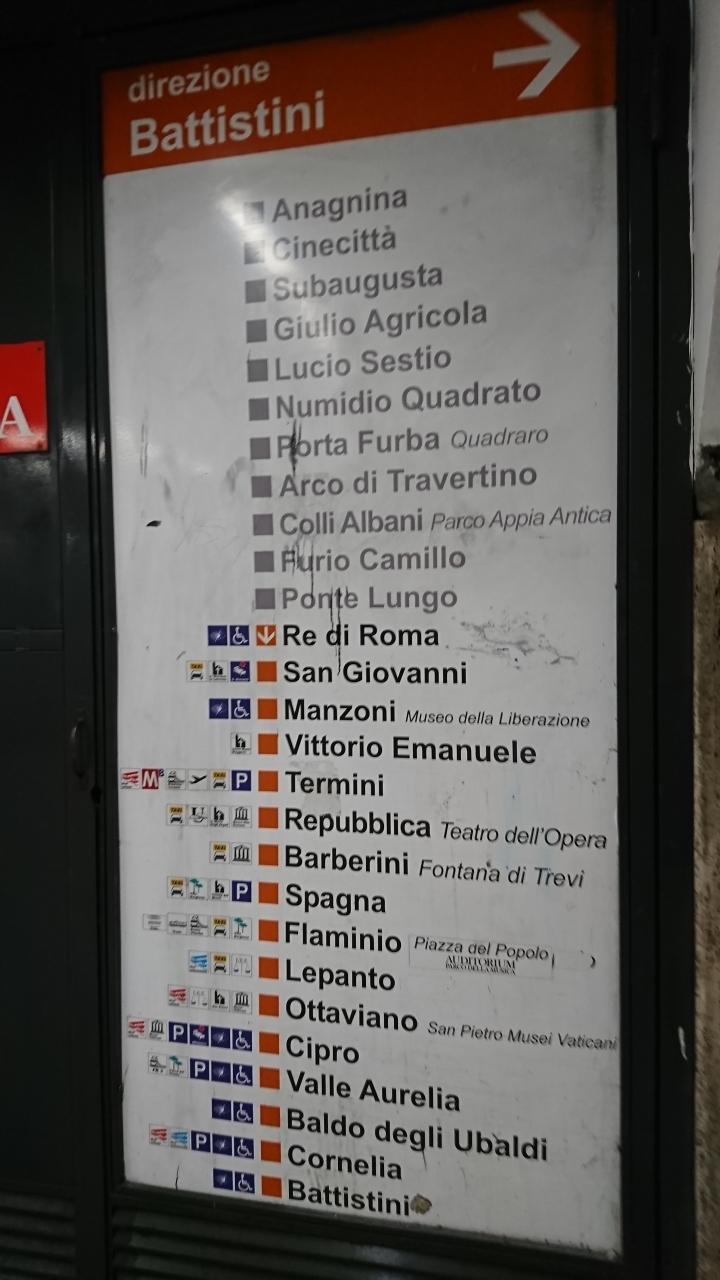 direzione
Battistini
A
Anagnina
Cinecittà
Subaugusta
Giulio Agricola
Lucio Sestio
Numidio Quadrato
Porta Furba Quadraro
Arco di Travertino
Colli Albani Parco Appia Antica
Furio Camillo
Ponte Lungo
Re di Roma
San Giovanni
Manzoni Museo della Liberazione
Vittorio Emanuele
M P Termini
Repubblica Teatro dell'Opera
Barberini Fontana di Trevi
P Spagna
Flaminio Piazza del Popolo )
AUDITORIUM
PARCO DELLA MUSICA
Lepanto
Ottaviano San Pietro Musei Vaticani
P Cipro
P Valle Aurelia
Baldo degli Ubaldi
P Cornelia
Battistini